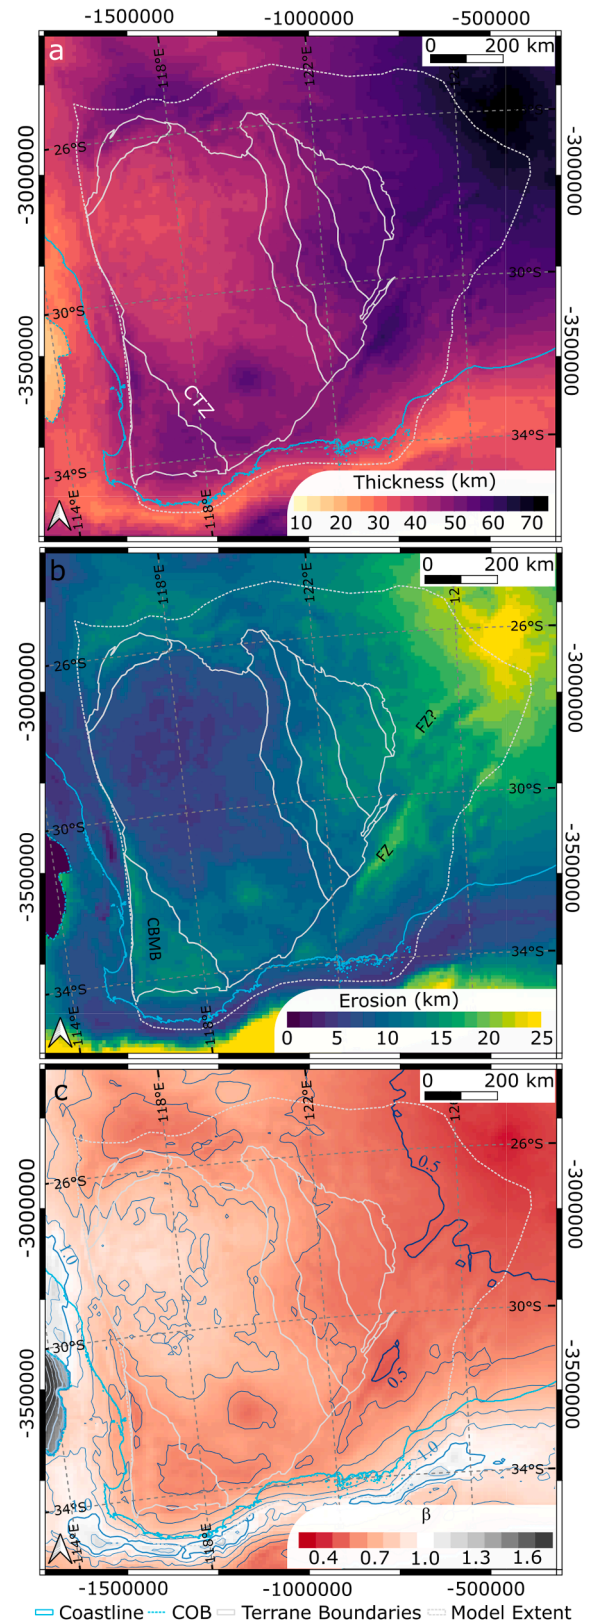 -1500000 -1000000 -500000
a
0 200 km
118°E
122°E
26°S
-3000000
-3000000
30°S
30°S
-3500000
-3500000
CTZ
34°S
34°S
114°E
118°E
Thickness (km)
10 20 30 40 50 60 70
b
0 200 km
118°E
122°E
12
26°S
26°S
-3000000
-3000000
FZ?
30°S
30°S
FZ
-3500000
-3500000
CBMB
34°S
34°S
114°E
118°E
Erosion (km)
0 5 10 15 20 25
c
0 200 km
118°E
122°E
26°S
0.5
26°S
-3000000
-3000000
1.0
30°S
30°S
0.5
-3500000
-3500000
1.0
34°S
34°S
114°E
118°E
β
0.4 0.7 1.0 1.3 1.6
-1500000 -1000000 -500000
Coastline COB Terrane Boundaries Model Extent